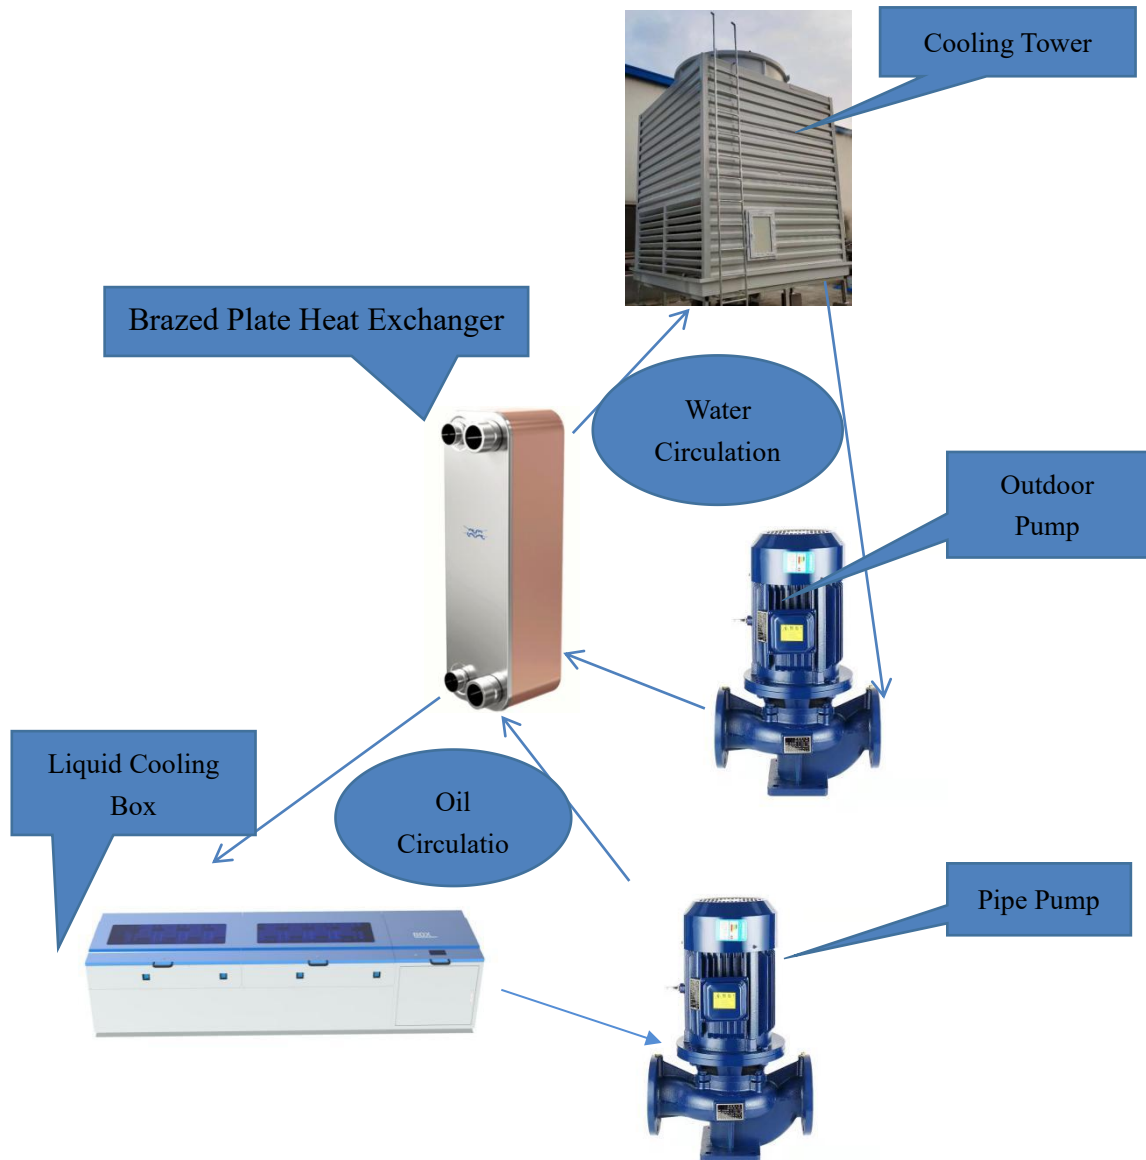 Cooling Tower
Brazed Plate Heat Exchanger
Water
Circulation
Outdoor
Pump
Liquid Cooling
Box
Oil
Circulatio
Pipe Pump